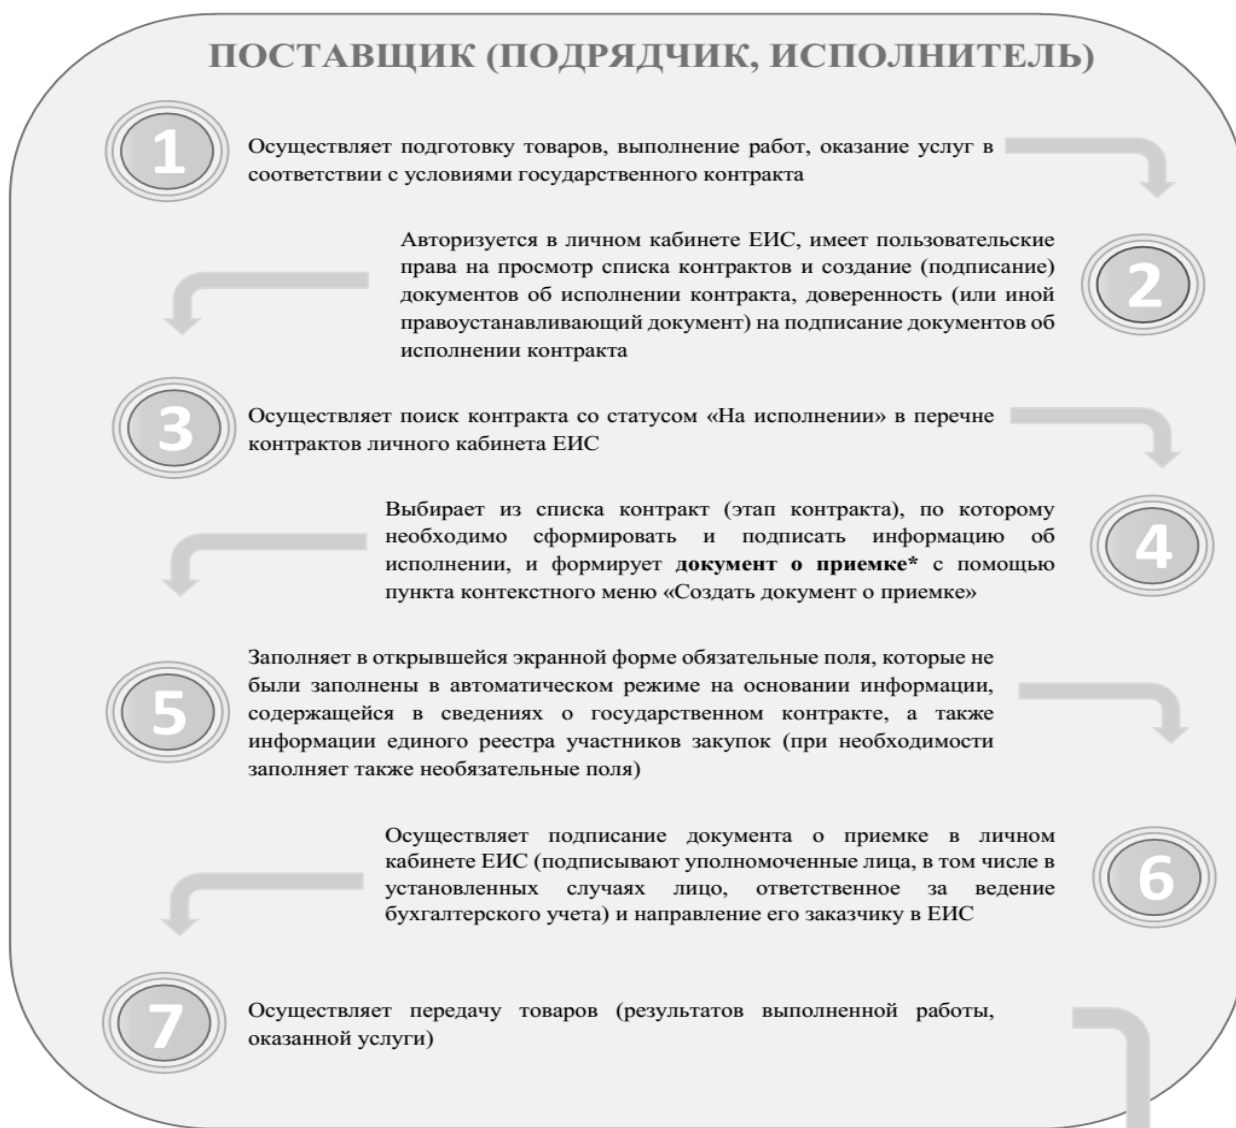 ПОСТАВЩИК (ПОДРЯДЧИК, ИСПОЛНИТЕЛЬ)
1
Осуществляет подготовку товаров, выполнение работ, оказание услуг в
соответствии с условиями государственного контракта
Авторизуется в личном кабинете ЕИС, имеет пользовательские
права на просмотр списка контрактов и создание (подписание)
документов об исполнении контракта, доверенность (или иной
правоустанавливающий документ) на подписание документов об
исполнении контракта
2
3
Осуществляет поиск контракта со статусом «На исполнении» в перечне
контрактов личного кабинета ЕИС
Выбирает из списка контракт (этап контракта), по которому
необходимо сформировать и подписать информацию об
исполнении, и формирует документ о приемке* с помощью
пункта контекстного меню «Создать документ о приемке»
4
5
Заполняет в открывшейся экранной форме обязательные поля, которые не
были заполнены в автоматическом режиме на основании информации,
содержащейся в сведениях о государственном контракте, а также
информации единого реестра участников закупок (при необходимости
заполняет также необязательные поля)
Осуществляет подписание документа о приемке в личном
кабинете ЕИС (подписывают уполномоченные лица, в том числе в
установленных случаях лицо, ответственное за ведение
бухгалтерского учета) и направление его заказчику в ЕИС
6
7
Осуществляет передачу товаров (результатов выполненной работы,
оказанной услуги)